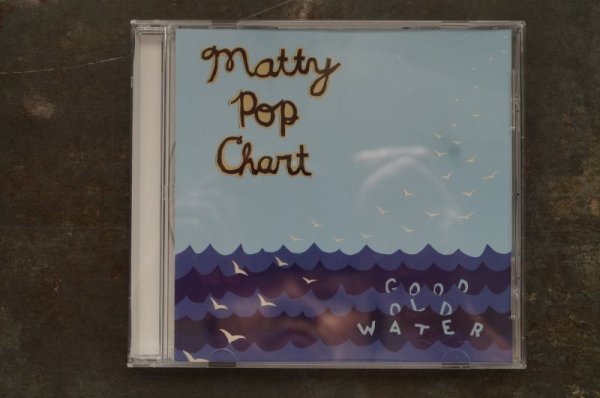 Matty
Pop
Chart
GOOD
OLD
WATER